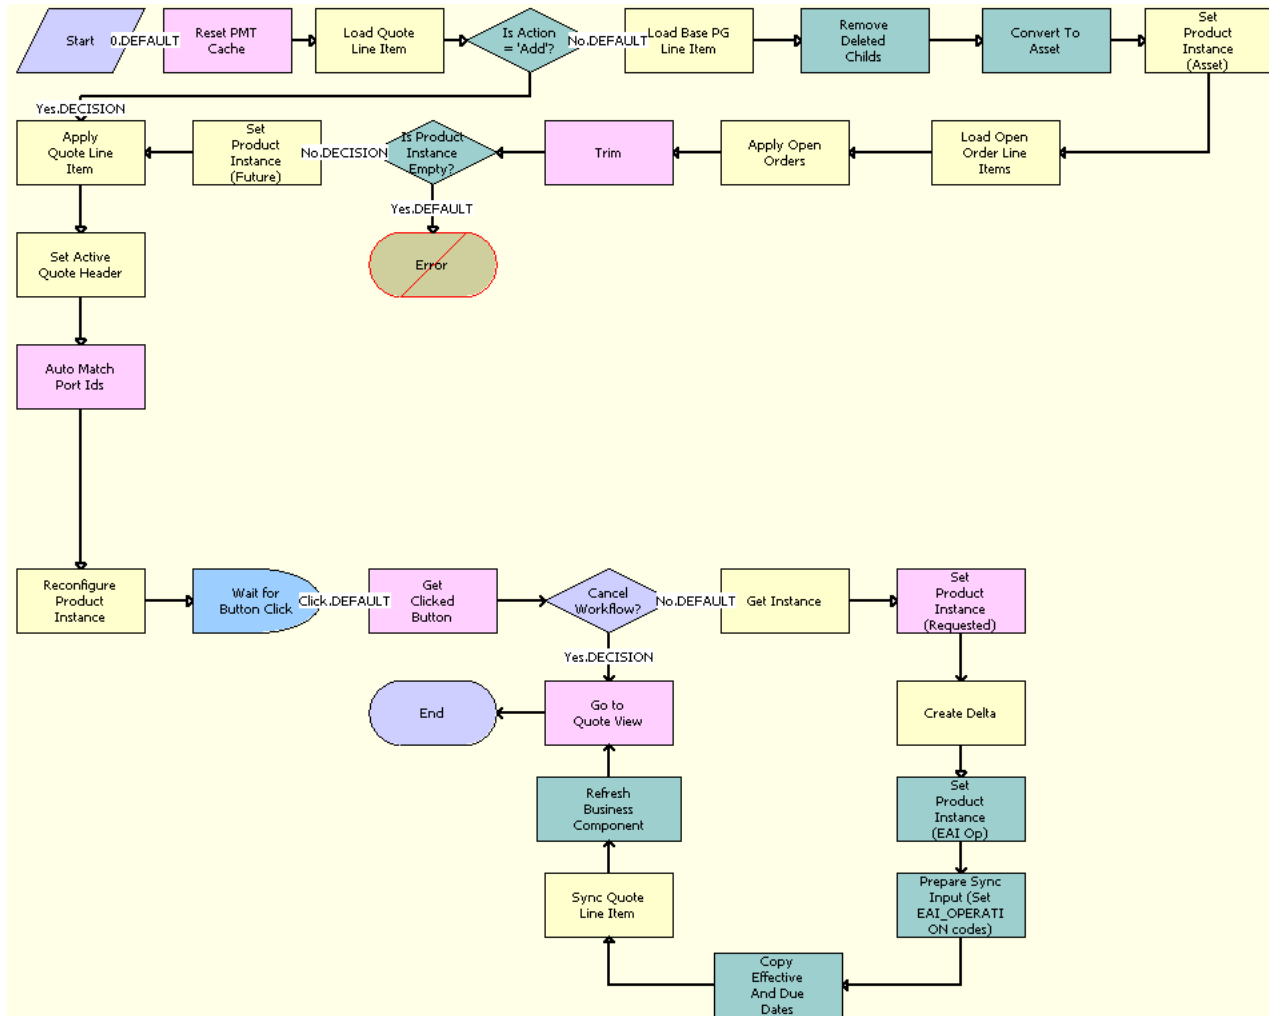 Start
0.DEFAULT
Reset PMT
Cache
Load Quote
Line Item
Is Action
= 'Add'?
No.DEFAULT
Load Base PG
Line Item
Remove
Deleted
Childs
Convert To
Asset
Set
Product
Instance
(Asset)
Yes.DECISION
Apply
Quote Line
Item
Set
Product
Instance
(Future)
No.DECISION
Is Product
Instance
Empty?
Trim
Apply Open
Orders
Load Open
Order Line
Items
Yes.DEFAULT
Error
Set Active
Quote Header
Auto Match
Port Ids
Reconfigure
Product
Instance
Wait for
Button Click
Click.DEFAULT
Get
Clicked
Button
Cancel
Workflow?
No.DEFAULT
Get Instance
Set
Product
Instance
(Requested)
Yes.DECISION
End
Go to
Quote View
Create Delta
Refresh
Business
Component
Set
Product
Instance
(EAI Op)
Sync Quote
Line Item
Prepare Sync
Input (Set
EAI_OPERATI
ON codes)
Copy
Effective
And Due
Dates